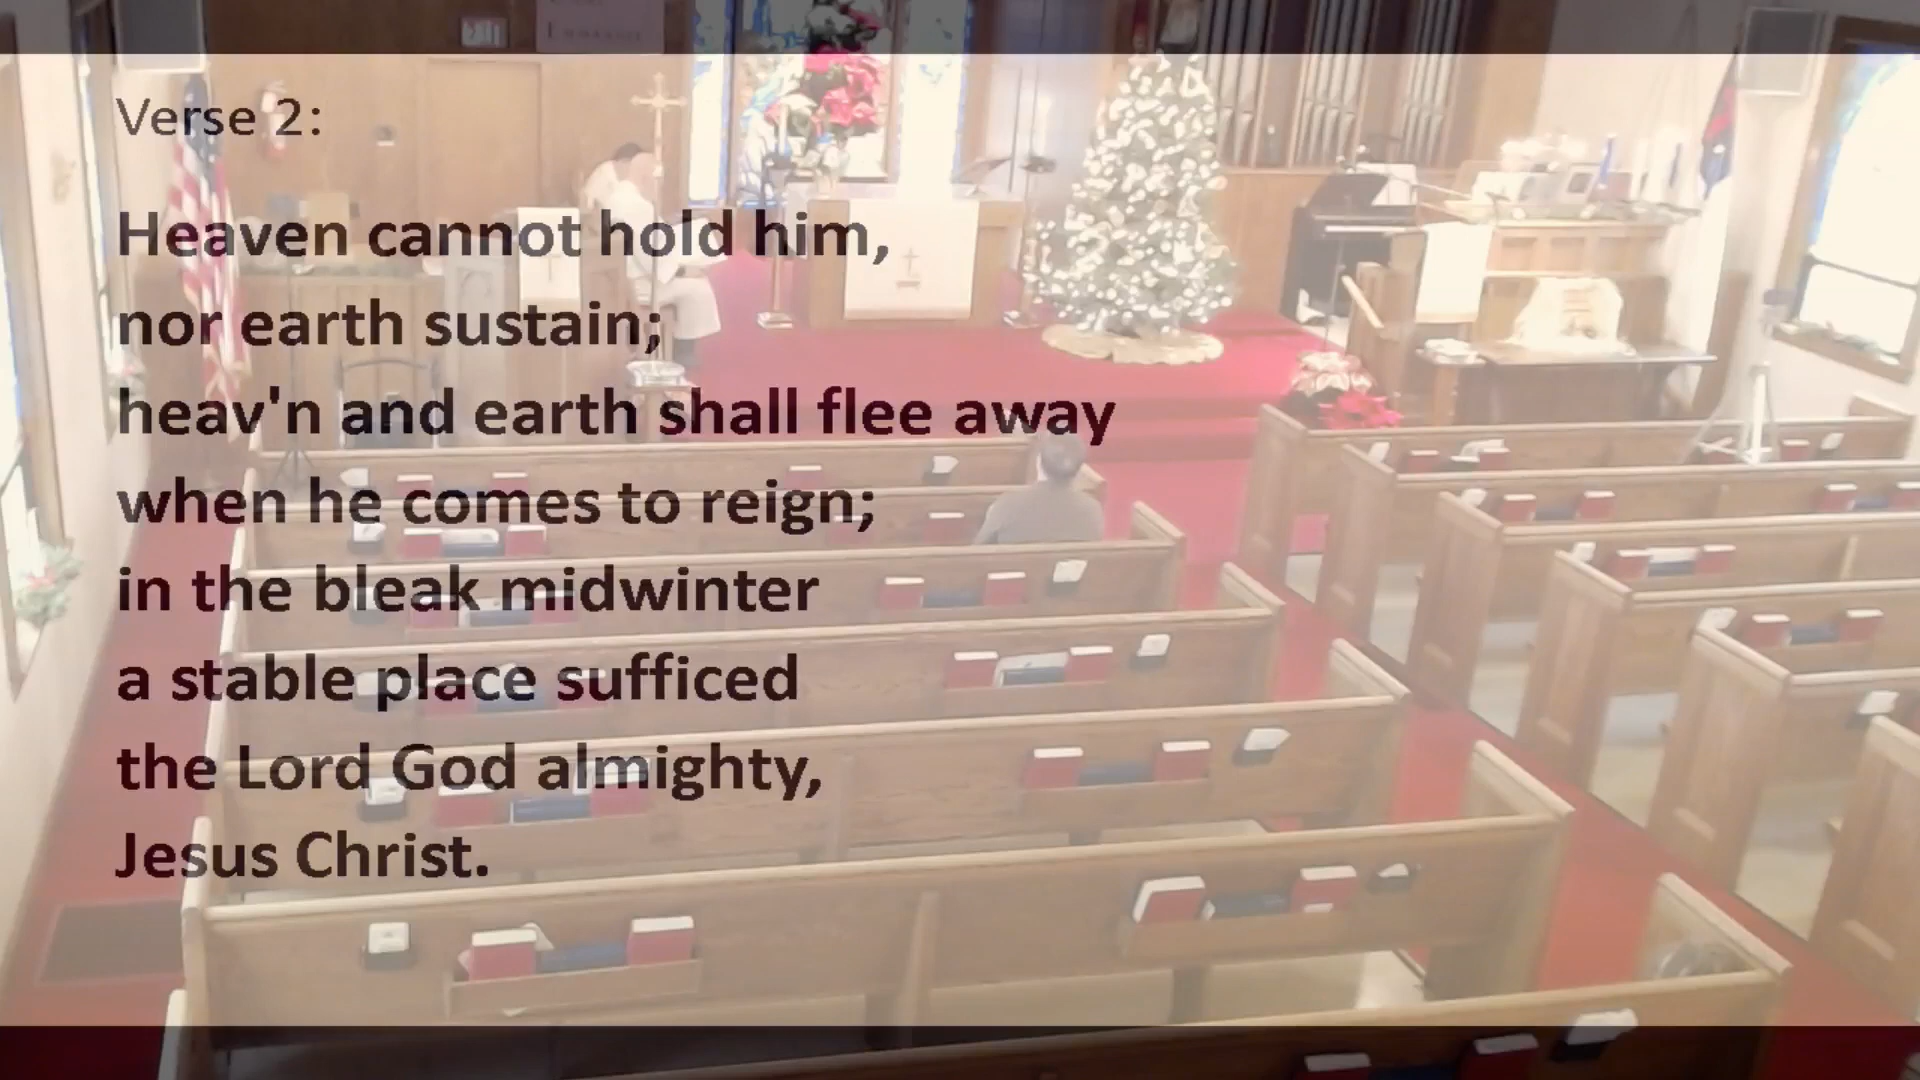 Verse 2:
Heaven cannot hold him,
nor earth sustain;
heav'n and earth shall flee away
when he comes to reign;
in the bleak midwinter
a stable place sufficed
the Lord God almighty,
Jesus Christ.